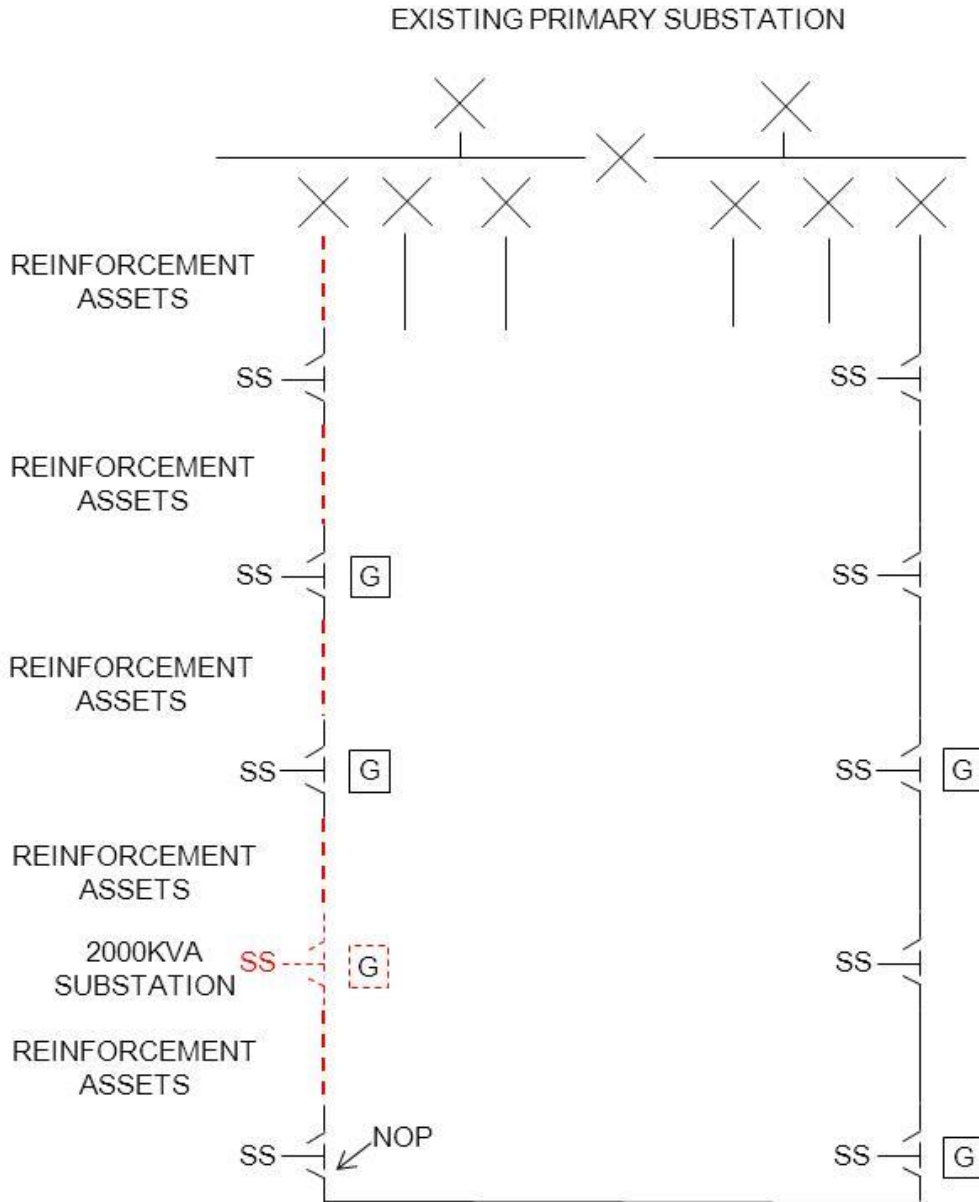 EXISTING PRIMARY SUBSTATION
REINFORCEMENT
ASSETS
SS
SS
REINFORCEMENT
ASSETS
SS
G
SS
REINFORCEMENT
ASSETS
SS
G
SS
G
REINFORCEMENT
ASSETS
2000KVA
SUBSTATION
SS
G
SS
REINFORCEMENT
ASSETS
NOP
SS
SS
G